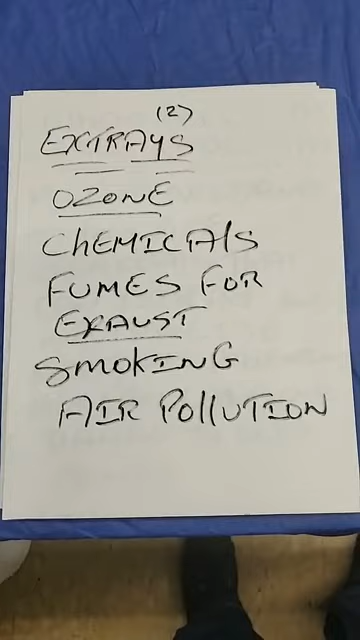 (2)
EXTRAYS
OZONE
CHEMICAlS
FUMES FOR
EXAUST
SMOKING
AIR POllUTION